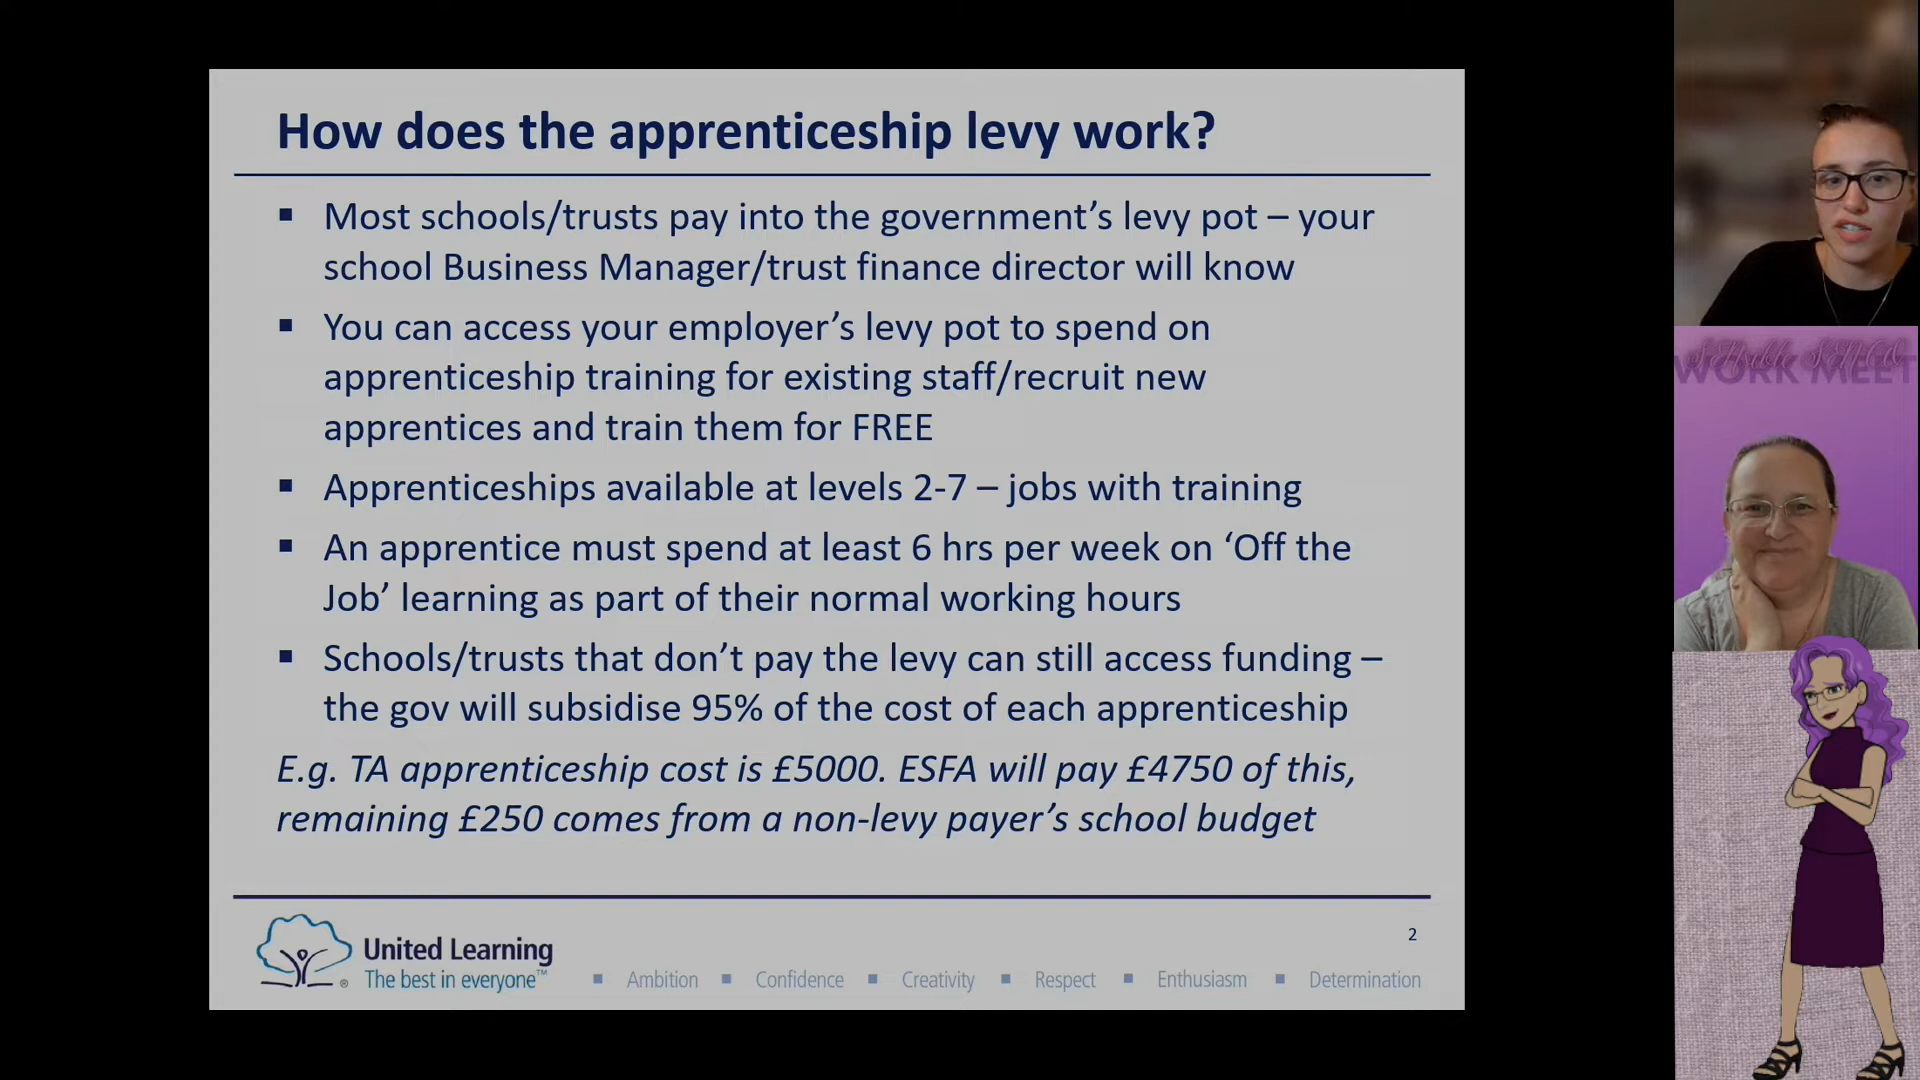 How does the apprenticeship levy work?
▪ Most schools/trusts pay into the government’s levy pot – your
school Business Manager/trust finance director will know
▪ You can access your employer’s levy pot to spend on
apprenticeship training for existing staff/recruit new
apprentices and train them for FREE
▪ Apprenticeships available at levels 2-7 – jobs with training
▪ An apprentice must spend at least 6 hrs per week on ‘Off the
Job’ learning as part of their normal working hours
▪ Schools/trusts that don’t pay the levy can still access funding –
the gov will subsidise 95% of the cost of each apprenticeship
E.g. TA apprenticeship cost is £5000. ESFA will pay £4750 of this,
remaining £250 comes from a non-levy payer’s school budget
2
United Learning
The best in everyone™
▪ Ambition ▪ Confidence ▪ Creativity ▪ Respect ▪ Enthusiasm ▪ Determination
WORK MEET